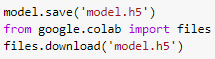 model.save('model.h5')
from google.colab import files
files.download('model.h5')